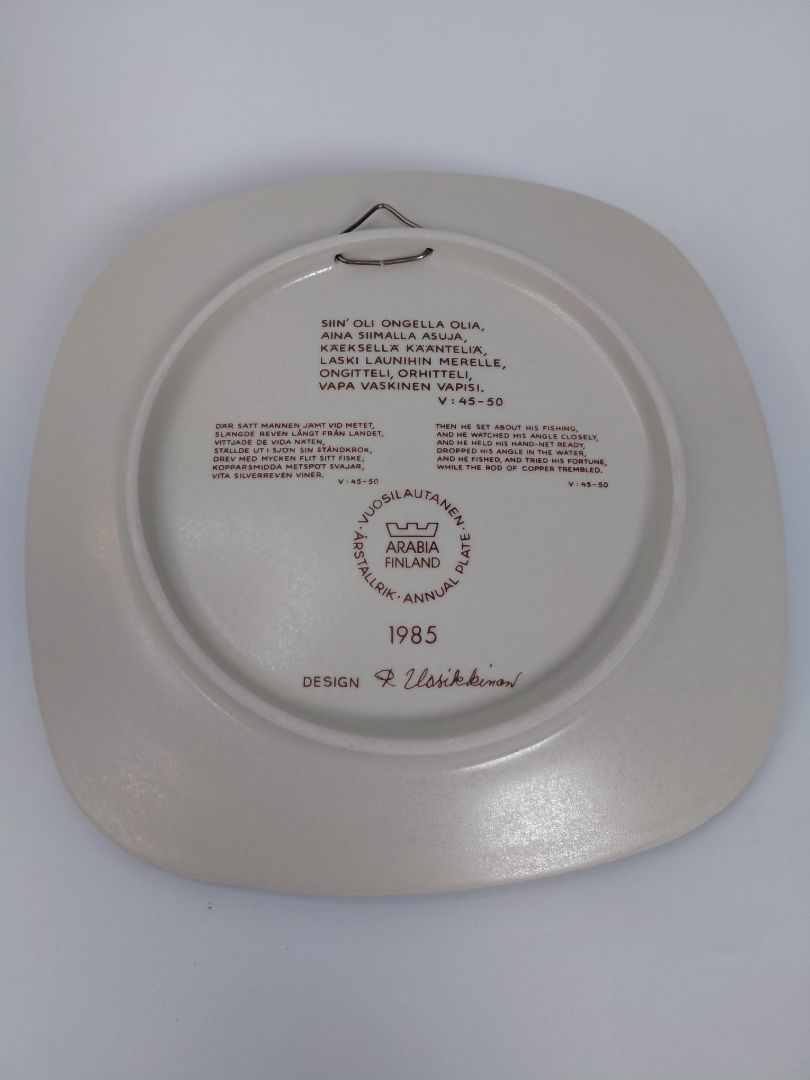 SIIN' OLI ONGELLA OLIA,
AINA SIIMALLA ASUJA,
KÄEKSELLÄ KÄÄNTELIÄ,
LASKI LAUNIHIN MERELLE,
ONGITTELI, ORHITTELI,
VAPA VASKINEN VAPISI.
V : 45-50
DÄR SATT MANNEN JÄMT VID METET,
SLÄNGDE REVEN LÅNGT FRÅN LANDET,
VITTJADE DE VIDA NÄTEN,
STÄLLDE UT I SJÖN SIN STÅNDKROK,
DREV MED MYCKEN FLIT SITT FISKE;
KOPPARSMIDDA METSPÖT SVAJAR,
VITA SILVERREVEN VINER.
V : 45-50
THEN HE SET ABOUT HIS FISHING,
AND HE WATCHED HIS ANGLE CLOSELY,
AND HE HELD HIS HAND-NET READY,
DROPPED HIS ANGLE IN THE WATER,
AND HE FISHED, AND TRIED HIS FORTUNE,
WHILE THE ROD OF COPPER TREMBLED.
V : 45-50
· VUOSILAUTANEN · ANNUAL PLATE · ÅRSTALLRIK
ARABIA
FINLAND
1985
DESIGN R Uosikkinen